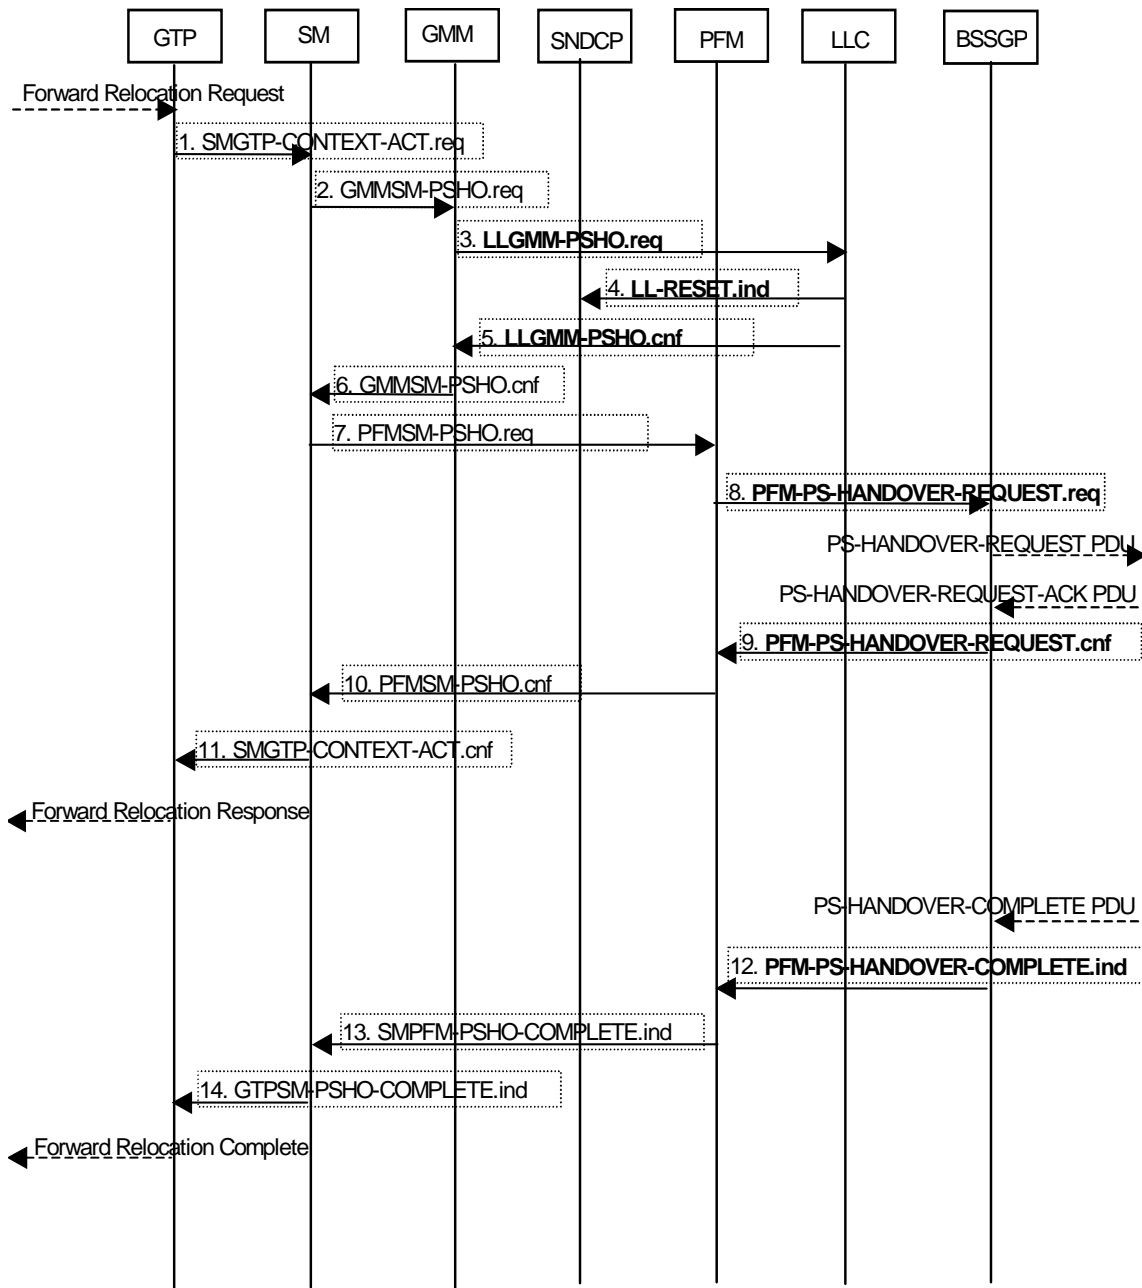 GTP
SM
GMM
SNDCP
PFM
LLC
BSSGP
Forward Relocation Request
1. SMGTP-CONTEXT-ACT.req
2. GMMSM-PSHO.req
3. LLGMM-PSHO.req
4. LL-RESET.ind
5. LLGMM-PSHO.cnf
6. GMMSM-PSHO.cnf
7. PFMSM-PSHO.req
8. PFM-PS-HANDOVER-REQUEST.req
PS-HANDOVER-REQUEST PDU
PS-HANDOVER-REQUEST-ACK PDU
9. PFM-PS-HANDOVER-REQUEST.cnf
10. PFMSM-PSHO.cnf
11. SMGTP-CONTEXT-ACT.cnf
Forward Relocation Response
PS-HANDOVER-COMPLETE PDU
12. PFM-PS-HANDOVER-COMPLETE.ind
13. SMPFM-PSHO-COMPLETE.ind
14. GTPSM-PSHO-COMPLETE.ind
Forward Relocation Complete